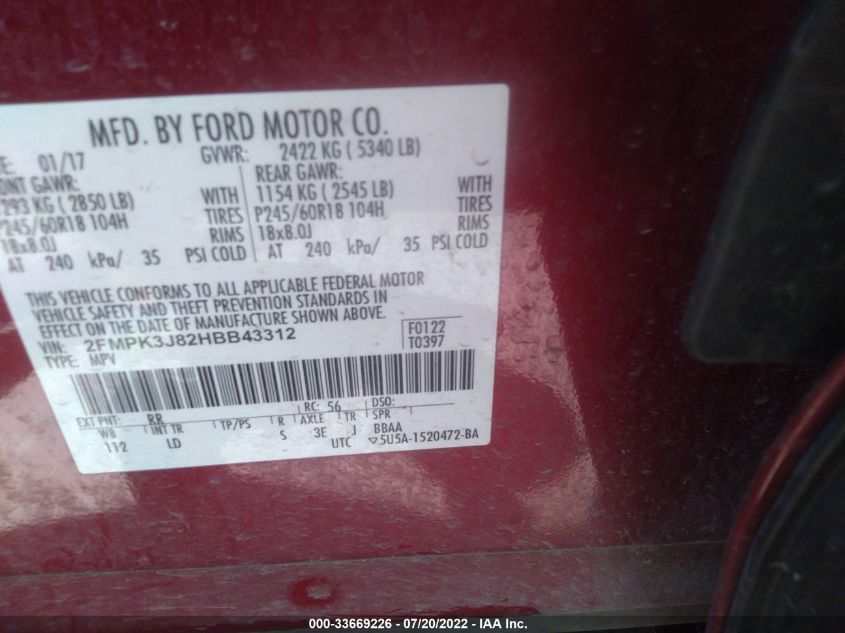 MFD. BY FORD MOTOR CO.
E: 01/17 GVWR: 2422 KG ( 5340 LB)
ONT GAWR: REAR GAWR:
293 KG ( 2850 LB) WITH 1154 KG ( 2545 LB) WITH
245/60R18 104H TIRES P245/60R18 104H TIRES
18x8.0J RIMS 18x8.0J RIMS
AT 240 kPa/ 35 PSI COLD AT 240 kPa/ 35 PSI COLD
THIS VEHICLE CONFORMS TO ALL APPLICABLE FEDERAL MOTOR
VEHICLE SAFETY AND THEFT PREVENTION STANDARDS IN
EFFECT ON THE DATE OF MANUFACTURE SHOWN ABOVE.
VIN: 2FMPK3J82HBB43312 F0122
TYPE: MPV T0397
EXT PNT: RR RC: 56 DSO:
WB INT TR TP/PS R AXLE TR SPR
112 LD S 3E J BBAA
UTC ▽5U5A-1520472-BA
000-33669226 - 07/20/2022 - IAA Inc.